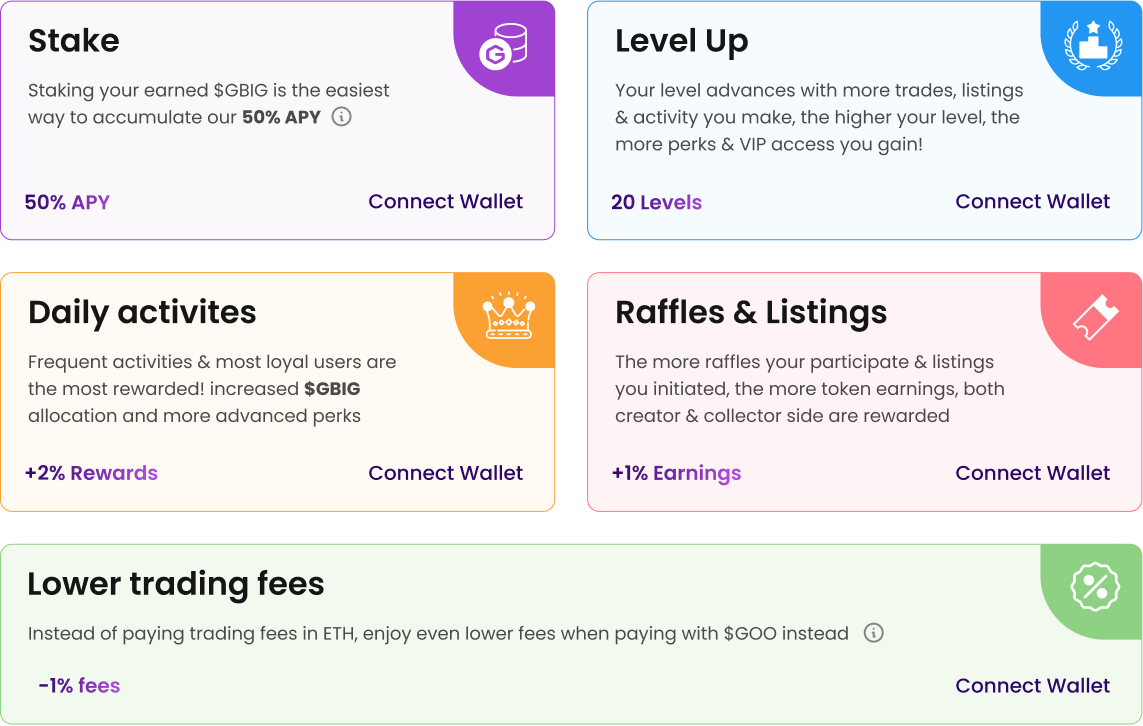 Stake
Staking your earned $GBIG is the easiest
way to accumulate our 50% APY
50% APY
Connect Wallet
Level Up
Your level advances with more trades, listings
& activity you make, the higher your level, the
more perks & VIP access you gain!
20 Levels
Connect Wallet
Daily activites
Frequent activities & most loyal users are
the most rewarded! increased $GBIG
allocation and more advanced perks
+2% Rewards
Connect Wallet
Raffles & Listings
The more raffles your participate & listings
you initiated, the more token earnings, both
creator & collector side are rewarded
+1% Earnings
Connect Wallet
Lower trading fees
Instead of paying trading fees in ETH, enjoy even lower fees when paying with $GOO instead
-1% fees
Connect Wallet